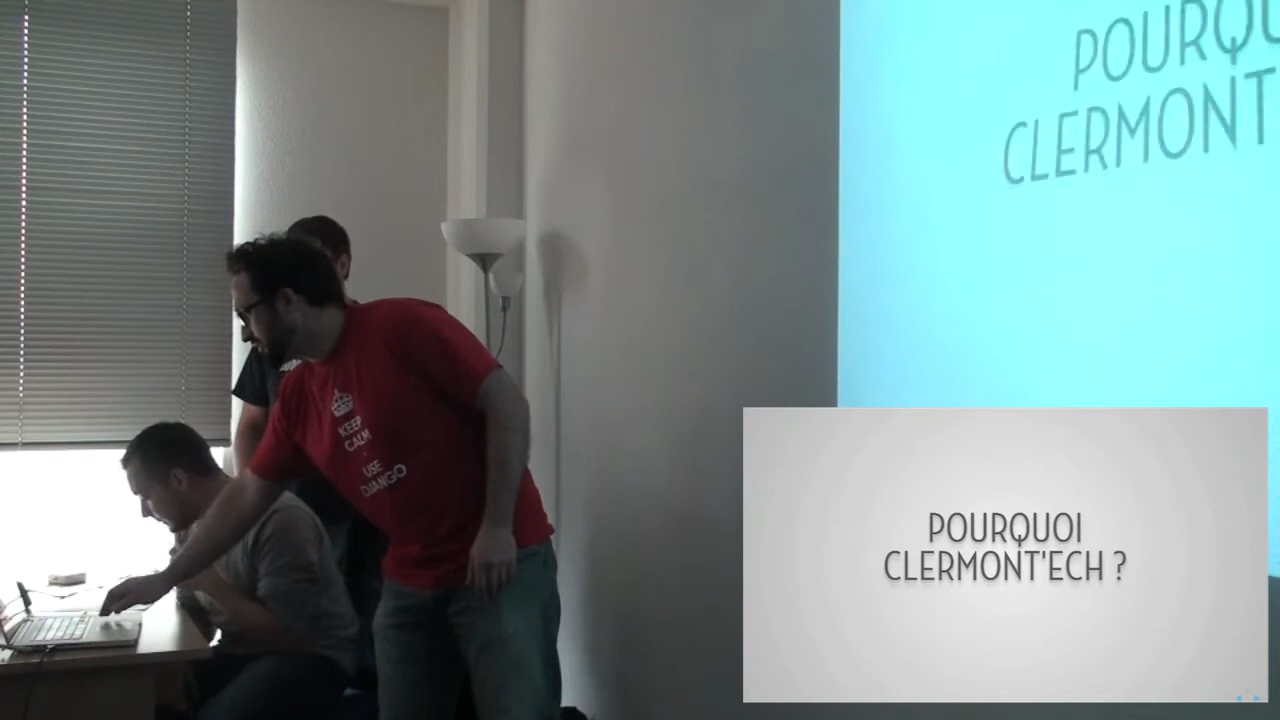 POURQU
CLERMONT
KEEP
CALM
USE
DJANGO
POURQUOI
CLERMONT'ECH ?